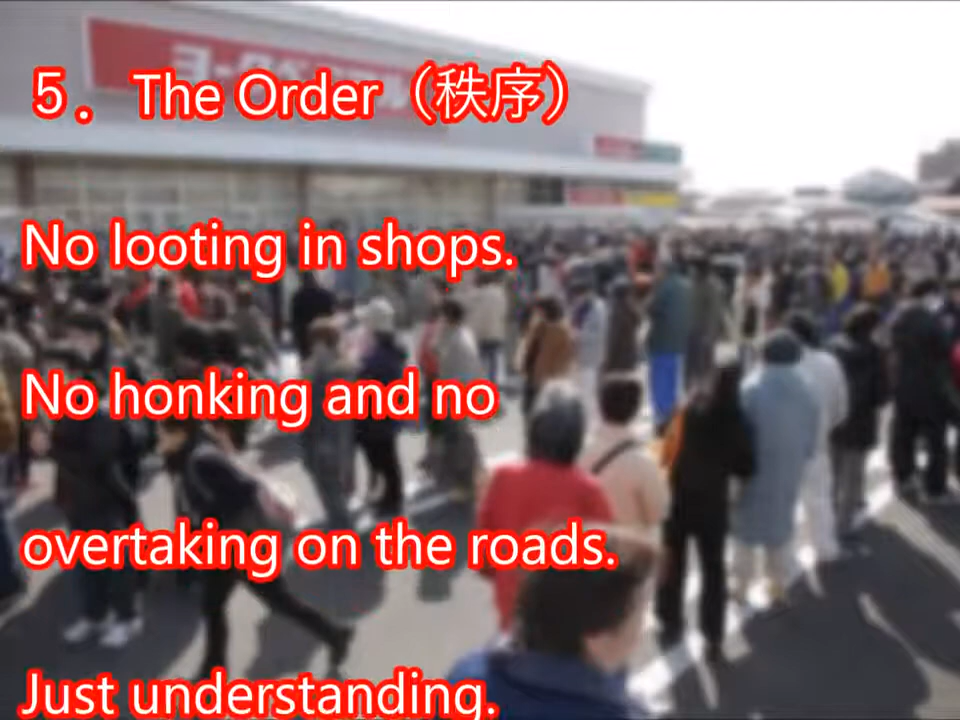 ５．The Order（秩序）
No looting in shops.
No honking and no
overtaking on the roads.
Just understanding.